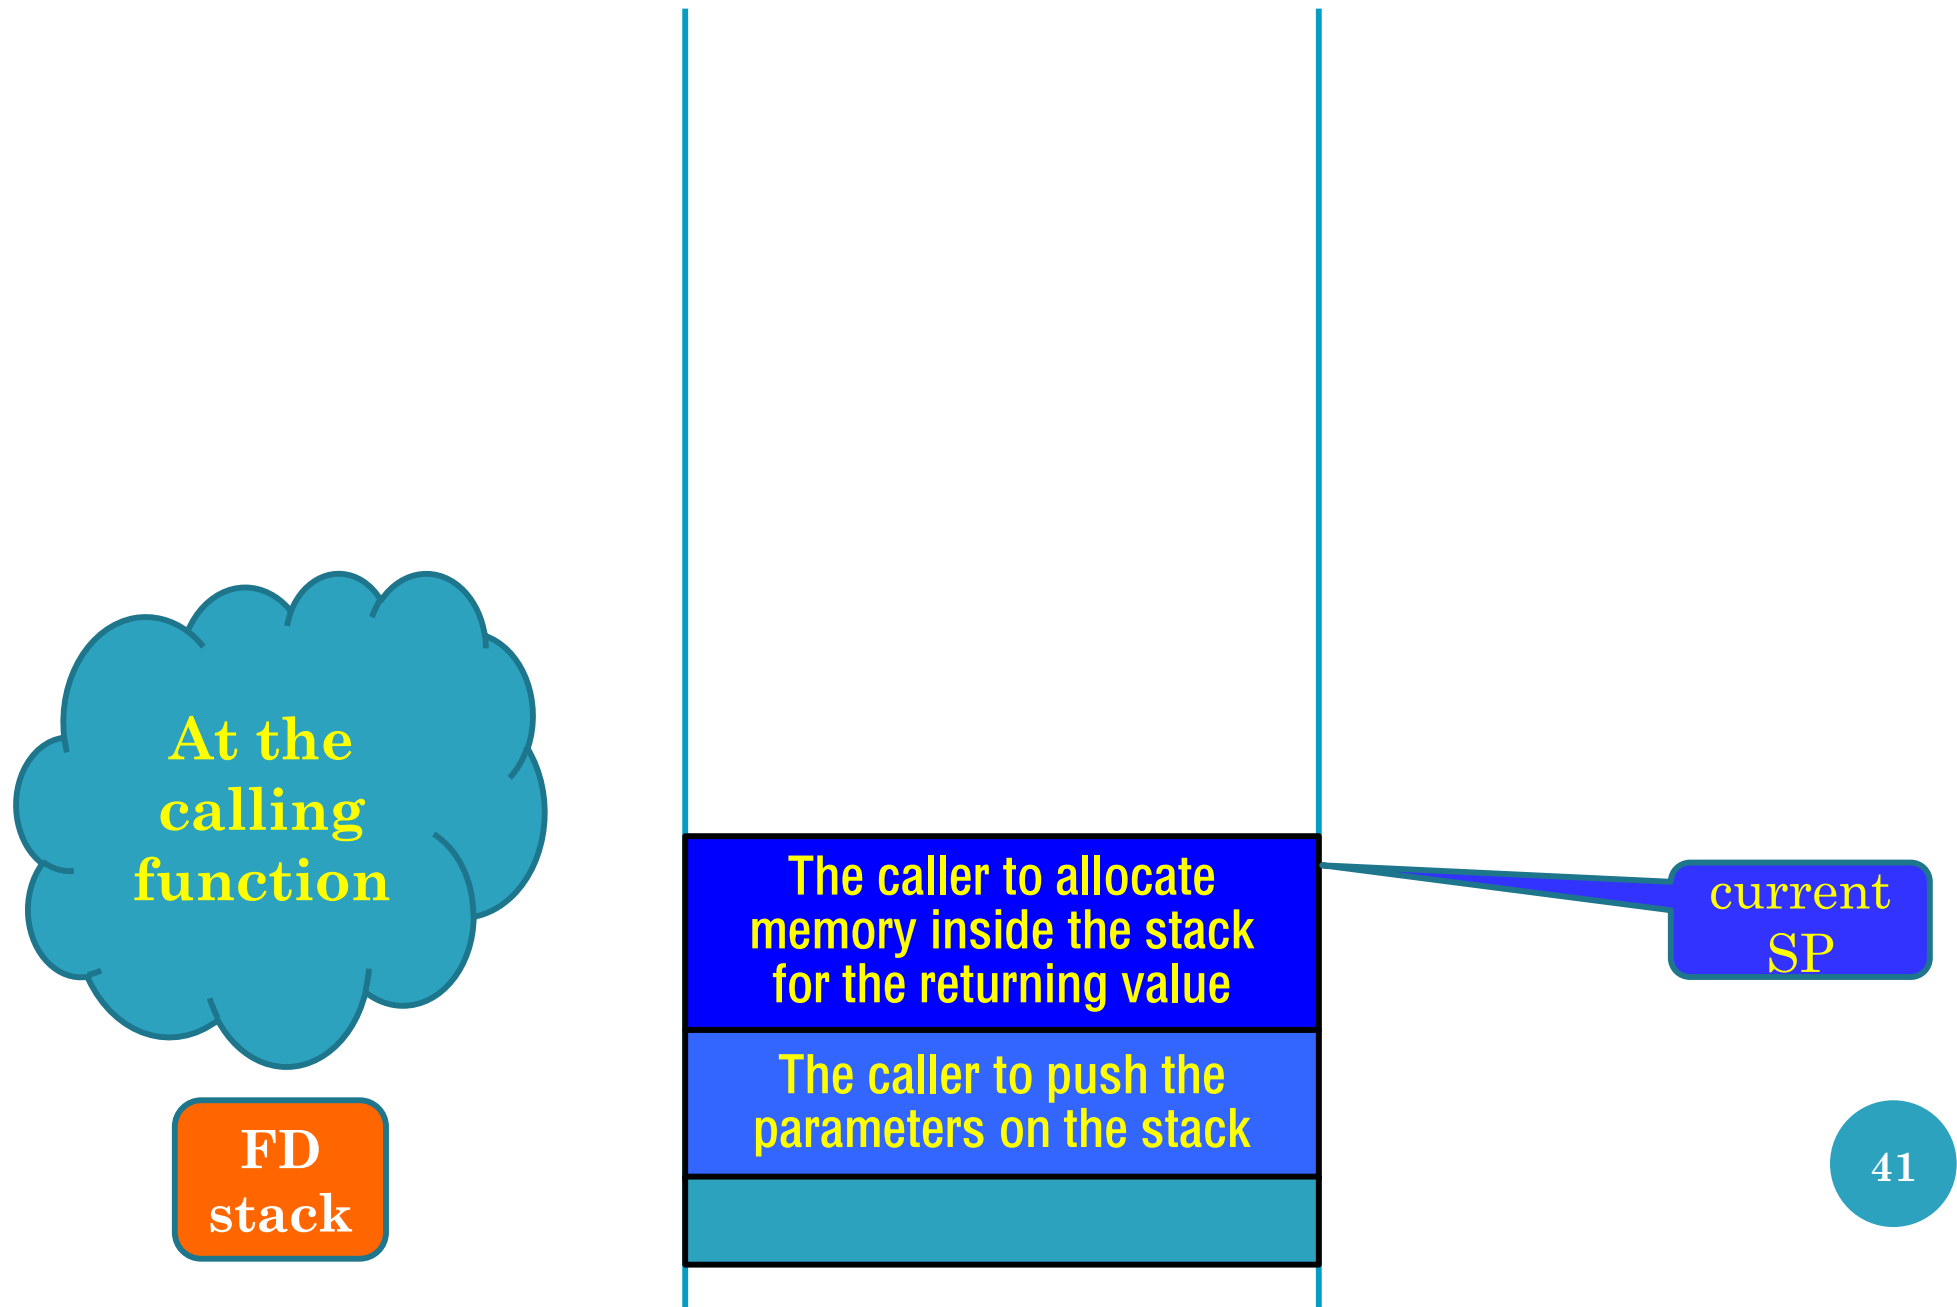 At the
calling
function
The caller to allocate
memory inside the stack
for the returning value
current
SP
The caller to push the
parameters on the stack
FD
stack
41